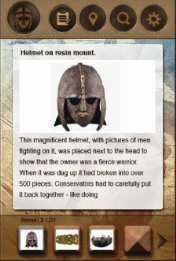 Helmet on resin mount.
This magnificent helmet, with pictures of men
fighting on it, was placed next to the head to
show that the owner was a fierce warrior.
When it was dug up it had broken into over
500 pieces. Conservators had to carefully put
it back together - like doing
Items: 3 / 20